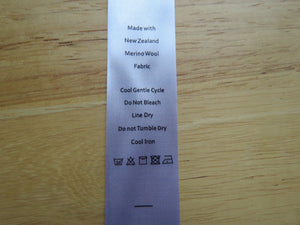 Made with
New Zealand
Merino Wool
Fabric
Cool Gentle Cycle
Do Not Bleach
Line Dry
Do not Tumble Dry
Cool Iron